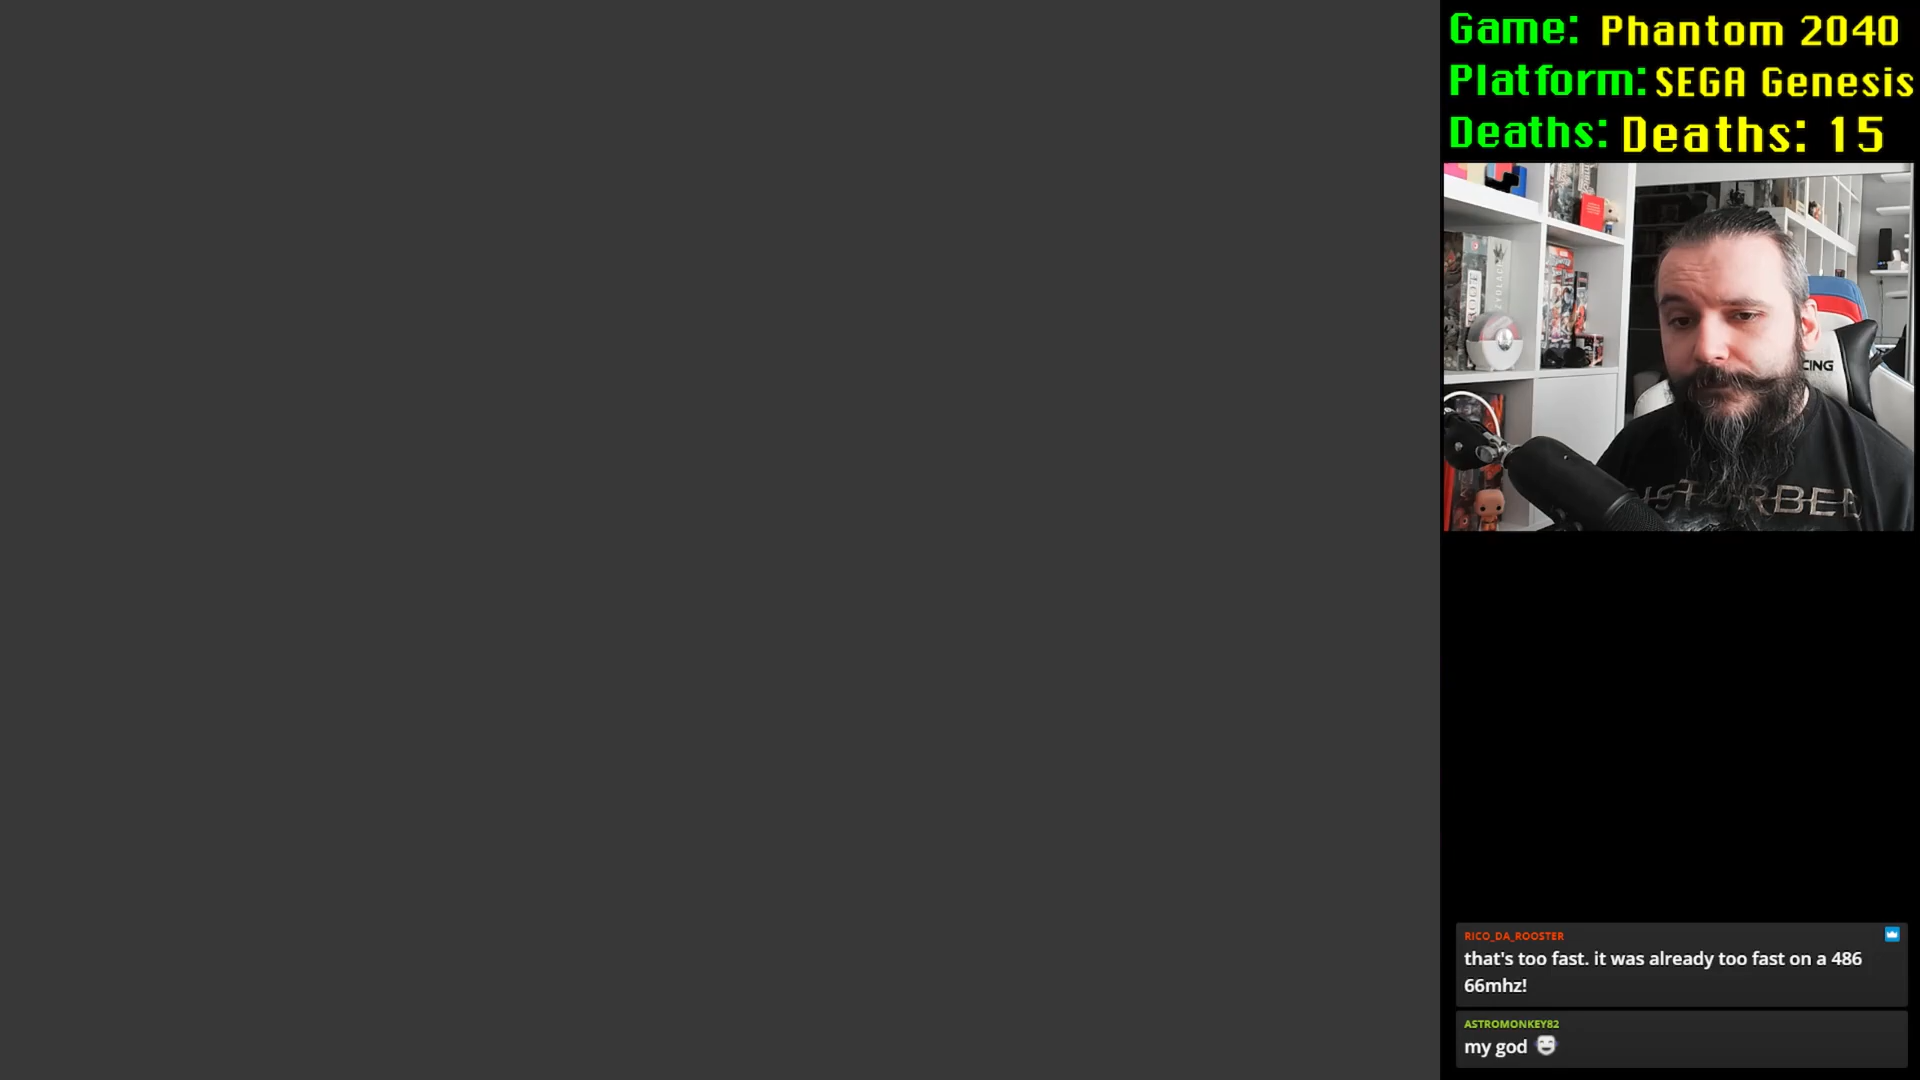 Game: Phantom 2040
Platform: SEGA Genesis
Deaths: Deaths: 15
CING
ISTURBED
RICO_DA_ROOSTER
that's too fast. it was already too fast on a 486
66mhz!
ASTROMONKEY82
my god